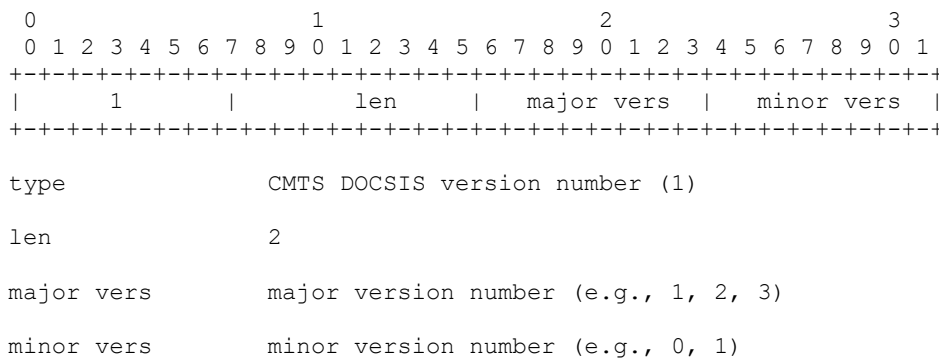 0                   1                   2                   3
 0 1 2 3 4 5 6 7 8 9 0 1 2 3 4 5 6 7 8 9 0 1 2 3 4 5 6 7 8 9 0 1
+-+-+-+-+-+-+-+-+-+-+-+-+-+-+-+-+-+-+-+-+-+-+-+-+-+-+-+-+-+-+-+-+
|       1       |        len     |   major vers  |   minor vers  |
+-+-+-+-+-+-+-+-+-+-+-+-+-+-+-+-+-+-+-+-+-+-+-+-+-+-+-+-+-+-+-+-+
type              CMTS DOCSIS version number (1)
len               2
major vers        major version number (e.g., 1, 2, 3)
minor vers        minor version number (e.g., 0, 1)